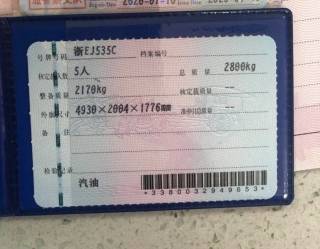 号牌号码 浙EJ535C 档案编号
核定载人数 5人 总质量 2800kg
整备质量 2170kg 核定载质量
外廓尺寸 4930×2004×1776mm 准牵引总质量
备注
检验记录
汽油
*3380032949853*